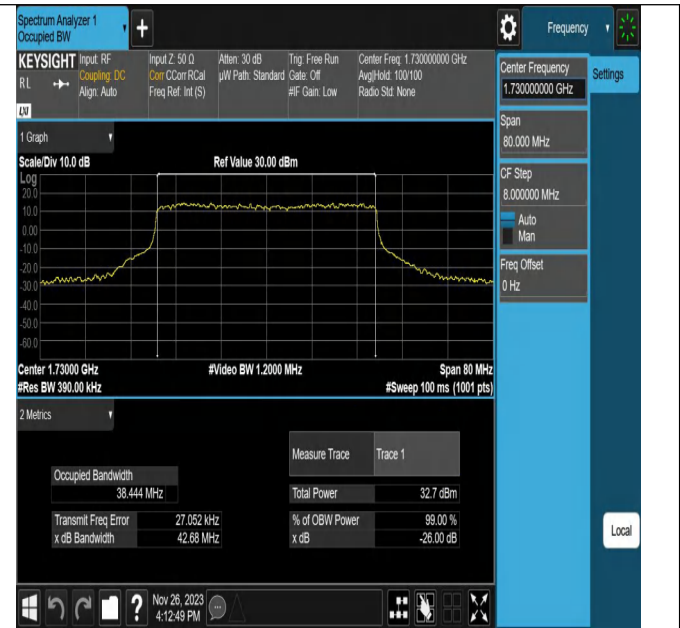 Spectrum Analyzer 1
Occupied BW
+
Frequency
KEYSIGHT
Input: RF
Input Z: 50 Ω
Atten: 30 dB
Trig: Free Run
Center Freq: 1.730000000 GHz
RL
Coupling: DC
Corr CCorr RCal
µW Path: Standard
Gate: Off
Avg|Hold: 100/100
Align: Auto
Freq Ref: Int (S)
#IF Gain: Low
Radio Std: None
LXI
Center Frequency
1.730000000 GHz
Settings
Span
80.000 MHz
CF Step
8.000000 MHz
Auto
Man
Freq Offset
0 Hz
Local
1 Graph
Scale/Div 10.0 dB
Ref Value 30.00 dBm
Log
20.0
10.0
0.00
-10.0
-20.0
-30.0
-40.0
-50.0
-60.0
Center 1.73000 GHz
#Video BW 1.2000 MHz
Span 80 MHz
#Res BW 390.00 kHz
#Sweep 100 ms (1001 pts)
2 Metrics
Measure Trace
Trace 1
Occupied Bandwidth
38.444 MHz
Total Power
32.7 dBm
Transmit Freq Error
27.052 kHz
% of OBW Power
99.00 %
x dB Bandwidth
42.68 MHz
x dB
-26.00 dB
?
Nov 26, 2023
4:12:49 PM